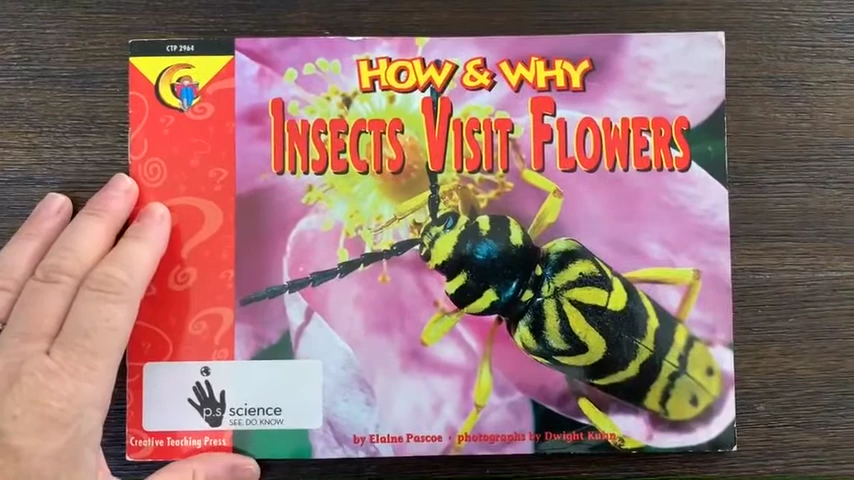 CTP 2964
HOW & WHY
INSECTS VISIT FLOWERS
p.s. science
SEE. DO. KNOW.
Creative Teaching Press
by Elaine Pascoe • photographs by Dwight Kuhn